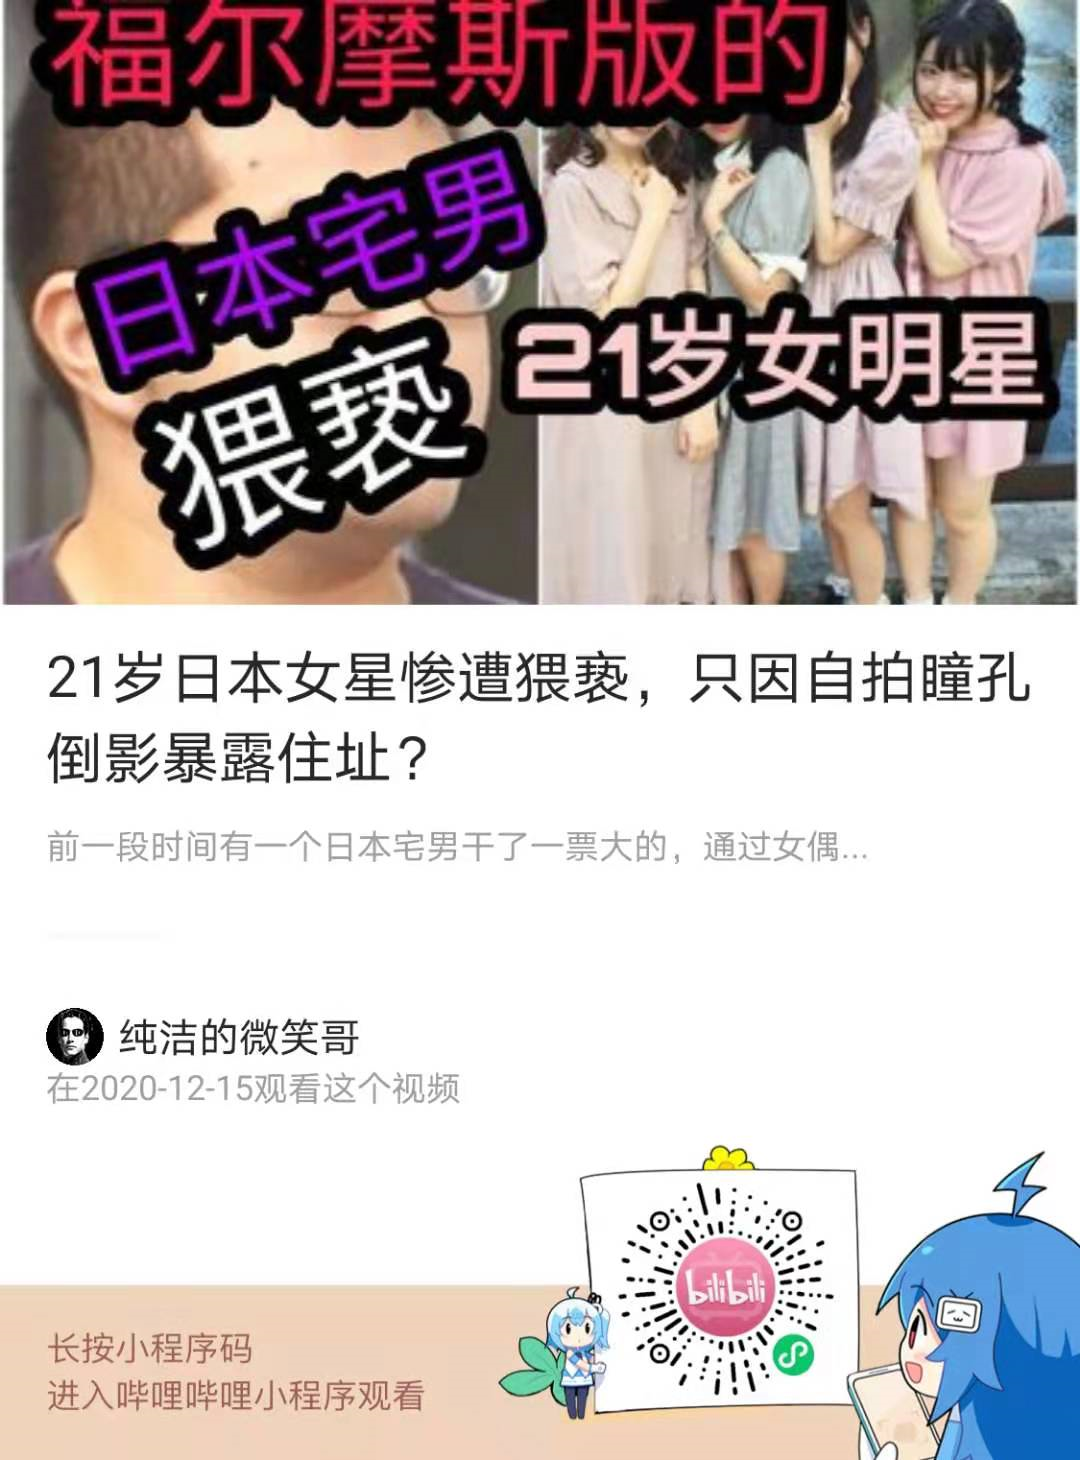 福尔摩斯版的
日本宅男
猥亵
21岁女明星
21岁日本女星惨遭猥亵，只因自拍瞳孔
倒影暴露住址？
前一段时间有一个日本宅男干了一票大的，通过女偶...
纯洁的微笑哥
在2020-12-15观看这个视频
bilibili
长按小程序码
进入哔哩哔哩小程序观看